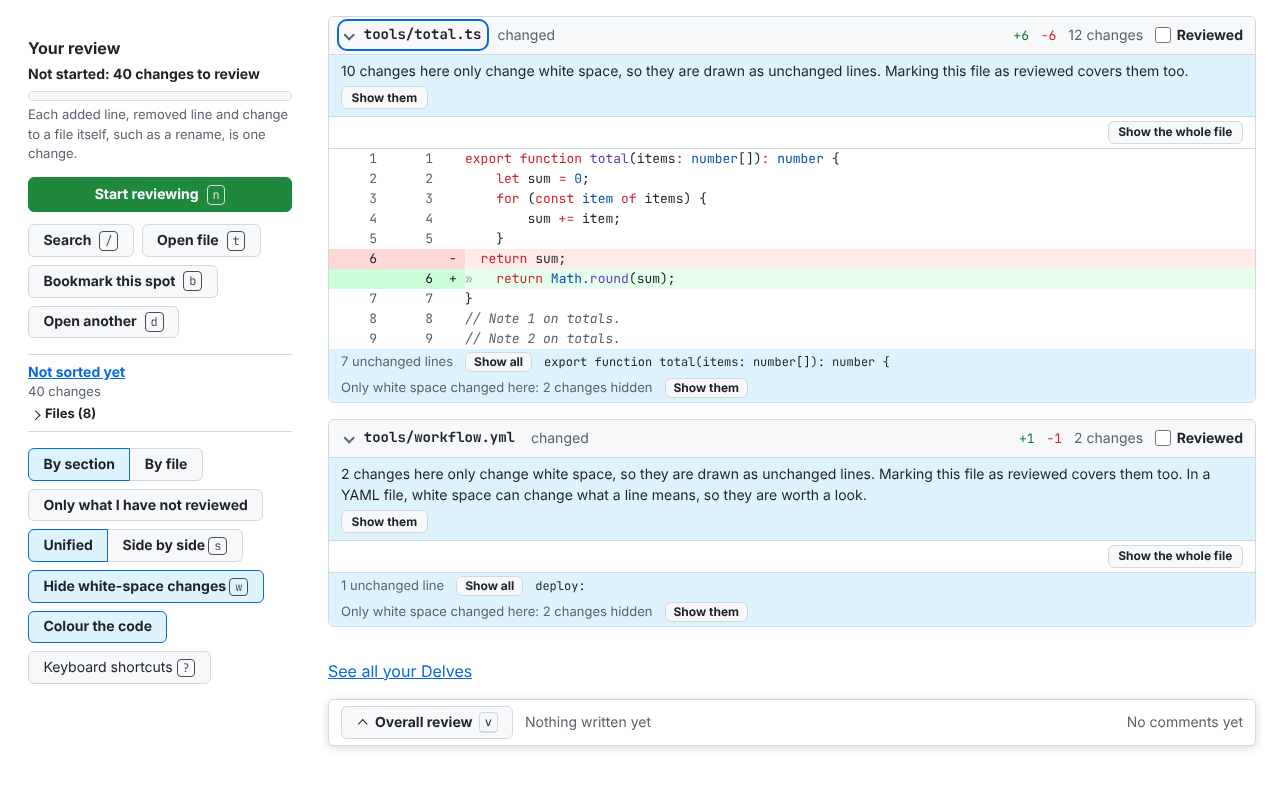 Your review
Not started: 40 changes to review
Each added line, removed line and change
to a file itself, such as a rename, is one
change.
Start reviewing n
Search / Open file t
Bookmark this spot b
Open another d
Not sorted yet
40 changes
Files (8)
By section By file
Only what I have not reviewed
Unified Side by side s
Hide white-space changes w
Colour the code
Keyboard shortcuts ?
tools/total.ts changed +6 -6 12 changes Reviewed
10 changes here only change white space, so they are drawn as unchanged lines. Marking this file as reviewed covers them too.
Show them
Show the whole file
1 1 export function total(items: number[]): number {
2 2 let sum = 0;
3 3 for (const item of items) {
4 4 sum += item;
5 5 }
6 - return sum;
6 + » return Math.round(sum);
7 7 }
8 8 // Note 1 on totals.
9 9 // Note 2 on totals.
7 unchanged lines Show all export function total(items: number[]): number {
Only white space changed here: 2 changes hidden Show them
tools/workflow.yml changed +1 -1 2 changes Reviewed
2 changes here only change white space, so they are drawn as unchanged lines. Marking this file as reviewed covers them too. In a
YAML file, white space can change what a line means, so they are worth a look.
Show them
Show the whole file
1 unchanged line Show all deploy:
Only white space changed here: 2 changes hidden Show them
See all your Delves
Overall review v Nothing written yet No comments yet